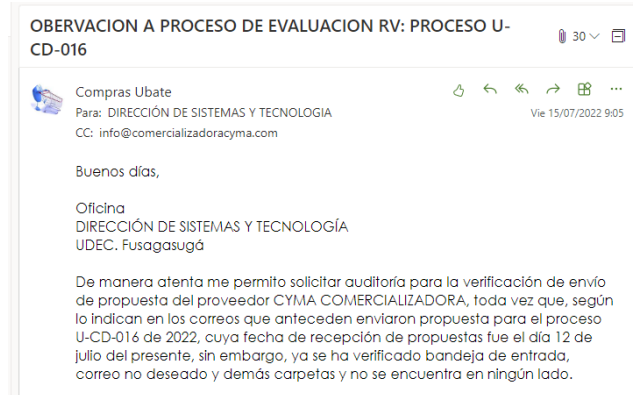 OBERVACION A PROCESO DE EVALUACION RV: PROCESO U-
CD-016
30
Compras Ubate
Para: DIRECCIÓN DE SISTEMAS Y TECNOLOGIA
Vie 15/07/2022 9:05
CC: info@comercializadoracyma.com
Buenos días,
Oficina
DIRECCIÓN DE SISTEMAS Y TECNOLOGÍA
UDEC. Fusagasugá
De manera atenta me permito solicitar auditoría para la verificación de envío
de propuesta del proveedor CYMA COMERCIALIZADORA, toda vez que, según
lo indican en los correos que anteceden enviaron propuesta para el proceso
U-CD-016 de 2022, cuya fecha de recepción de propuestas fue el día 12 de
julio del presente, sin embargo, ya se ha verificado bandeja de entrada,
correo no deseado y demás carpetas y no se encuentra en ningún lado.